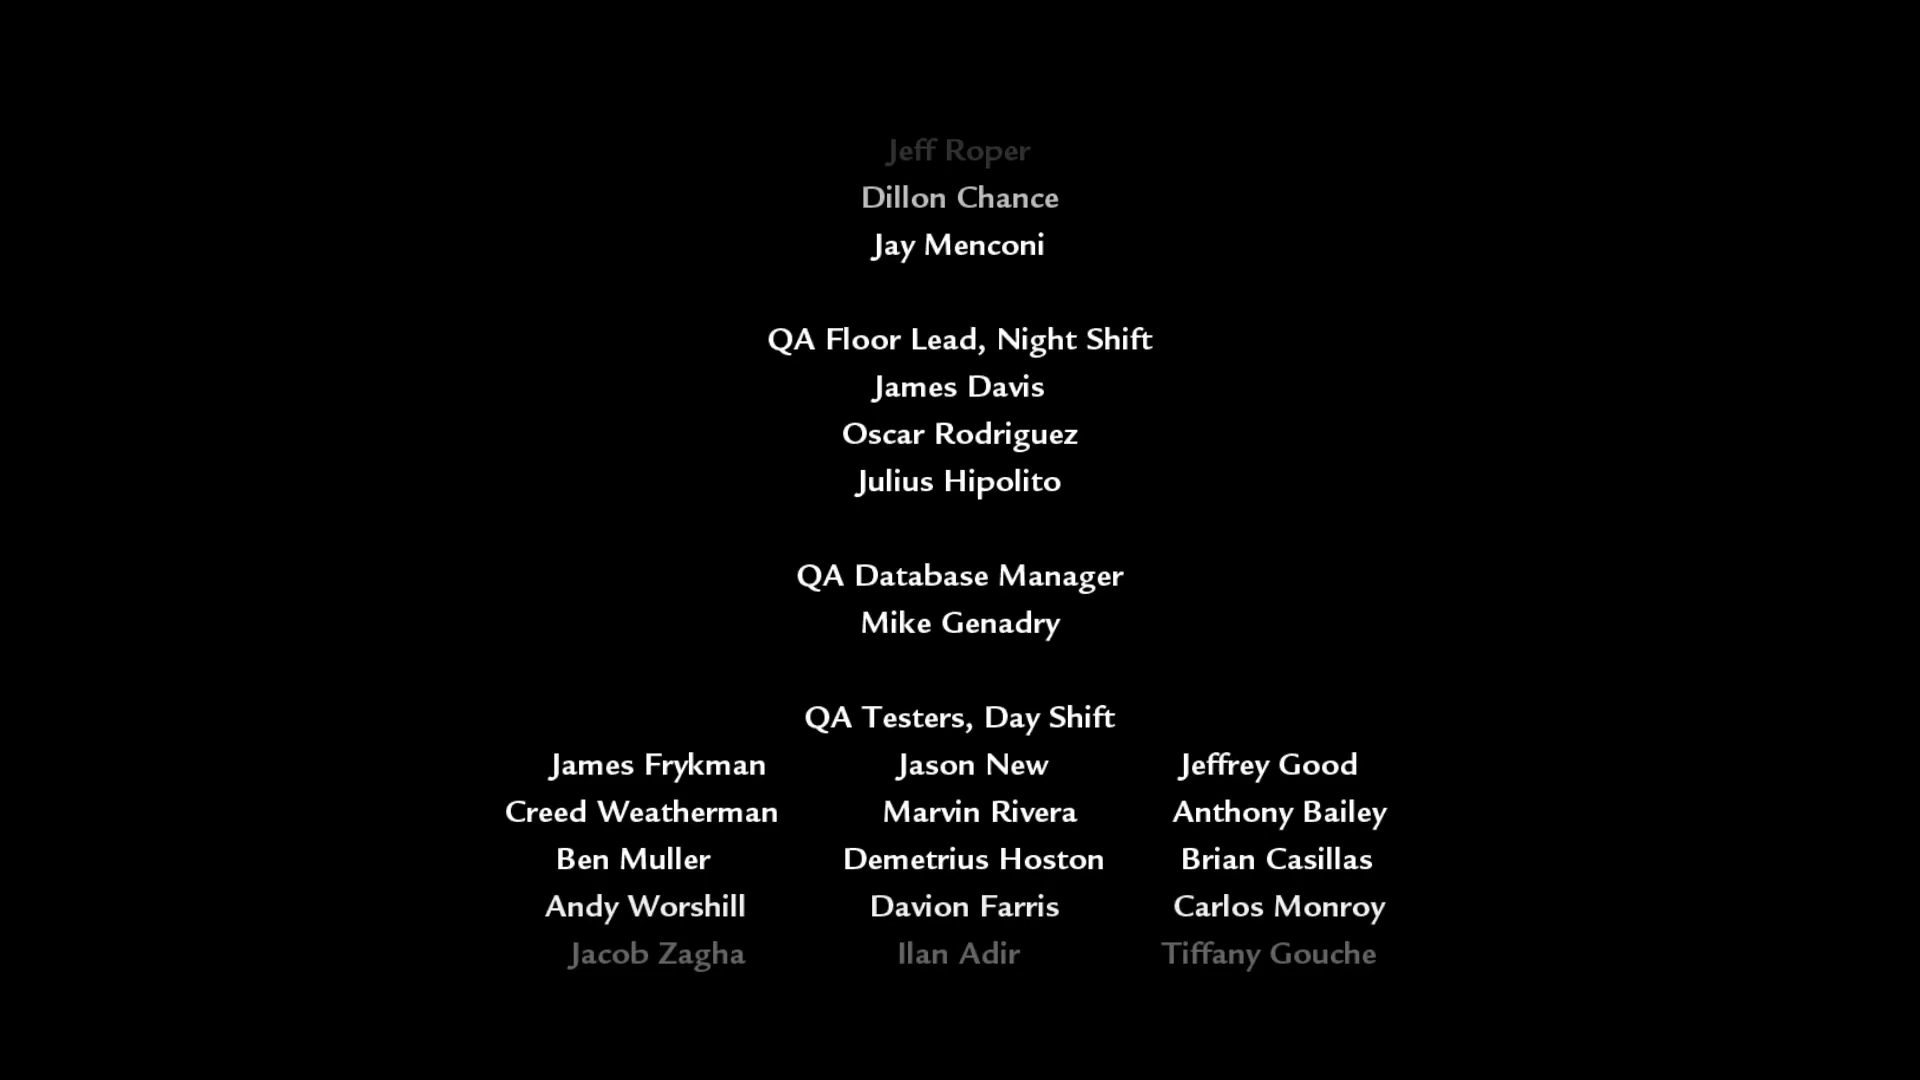 Jeff Roper
Dillon Chance
Jay Menconi
QA Floor Lead, Night Shift
James Davis
Oscar Rodriguez
Julius Hipolito
QA Database Manager
Mike Genadry
QA Testers, Day Shift
James Frykman Jason New Jeffrey Good
Creed Weatherman Marvin Rivera Anthony Bailey
Ben Muller Demetrius Hoston Brian Casillas
Andy Worshill Davion Farris Carlos Monroy
Jacob Zagha Ilan Adir Tiffany Gouche